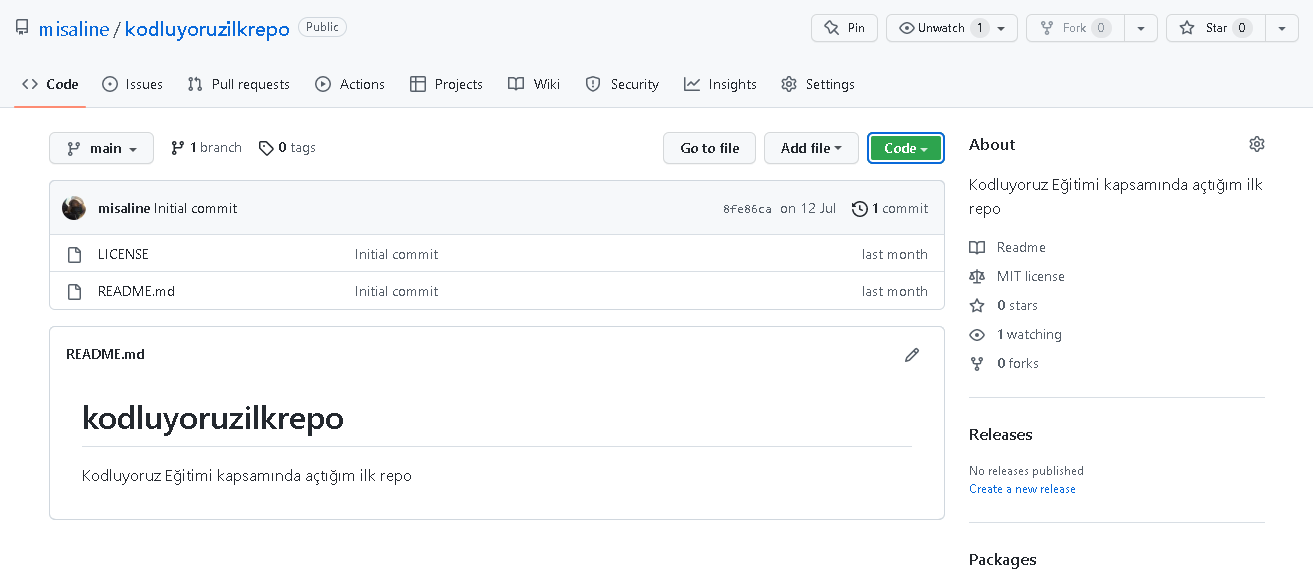 misaline / kodluyoruzilkrepo Public
Pin Unwatch 1 Fork 0 Star 0
Code Issues Pull requests Actions Projects Wiki Security Insights Settings
main 1 branch 0 tags Go to file Add file Code
misaline Initial commit 8fe86ca on 12 Jul 1 commit
LICENSE Initial commit last month
README.md Initial commit last month
README.md
kodluyoruzilkrepo
Kodluyoruz Eğitimi kapsamında açtığım ilk repo
About
Kodluyoruz Eğitimi kapsamında açtığım ilk
repo
Readme
MIT license
0 stars
1 watching
0 forks
Releases
No releases published
Create a new release
Packages